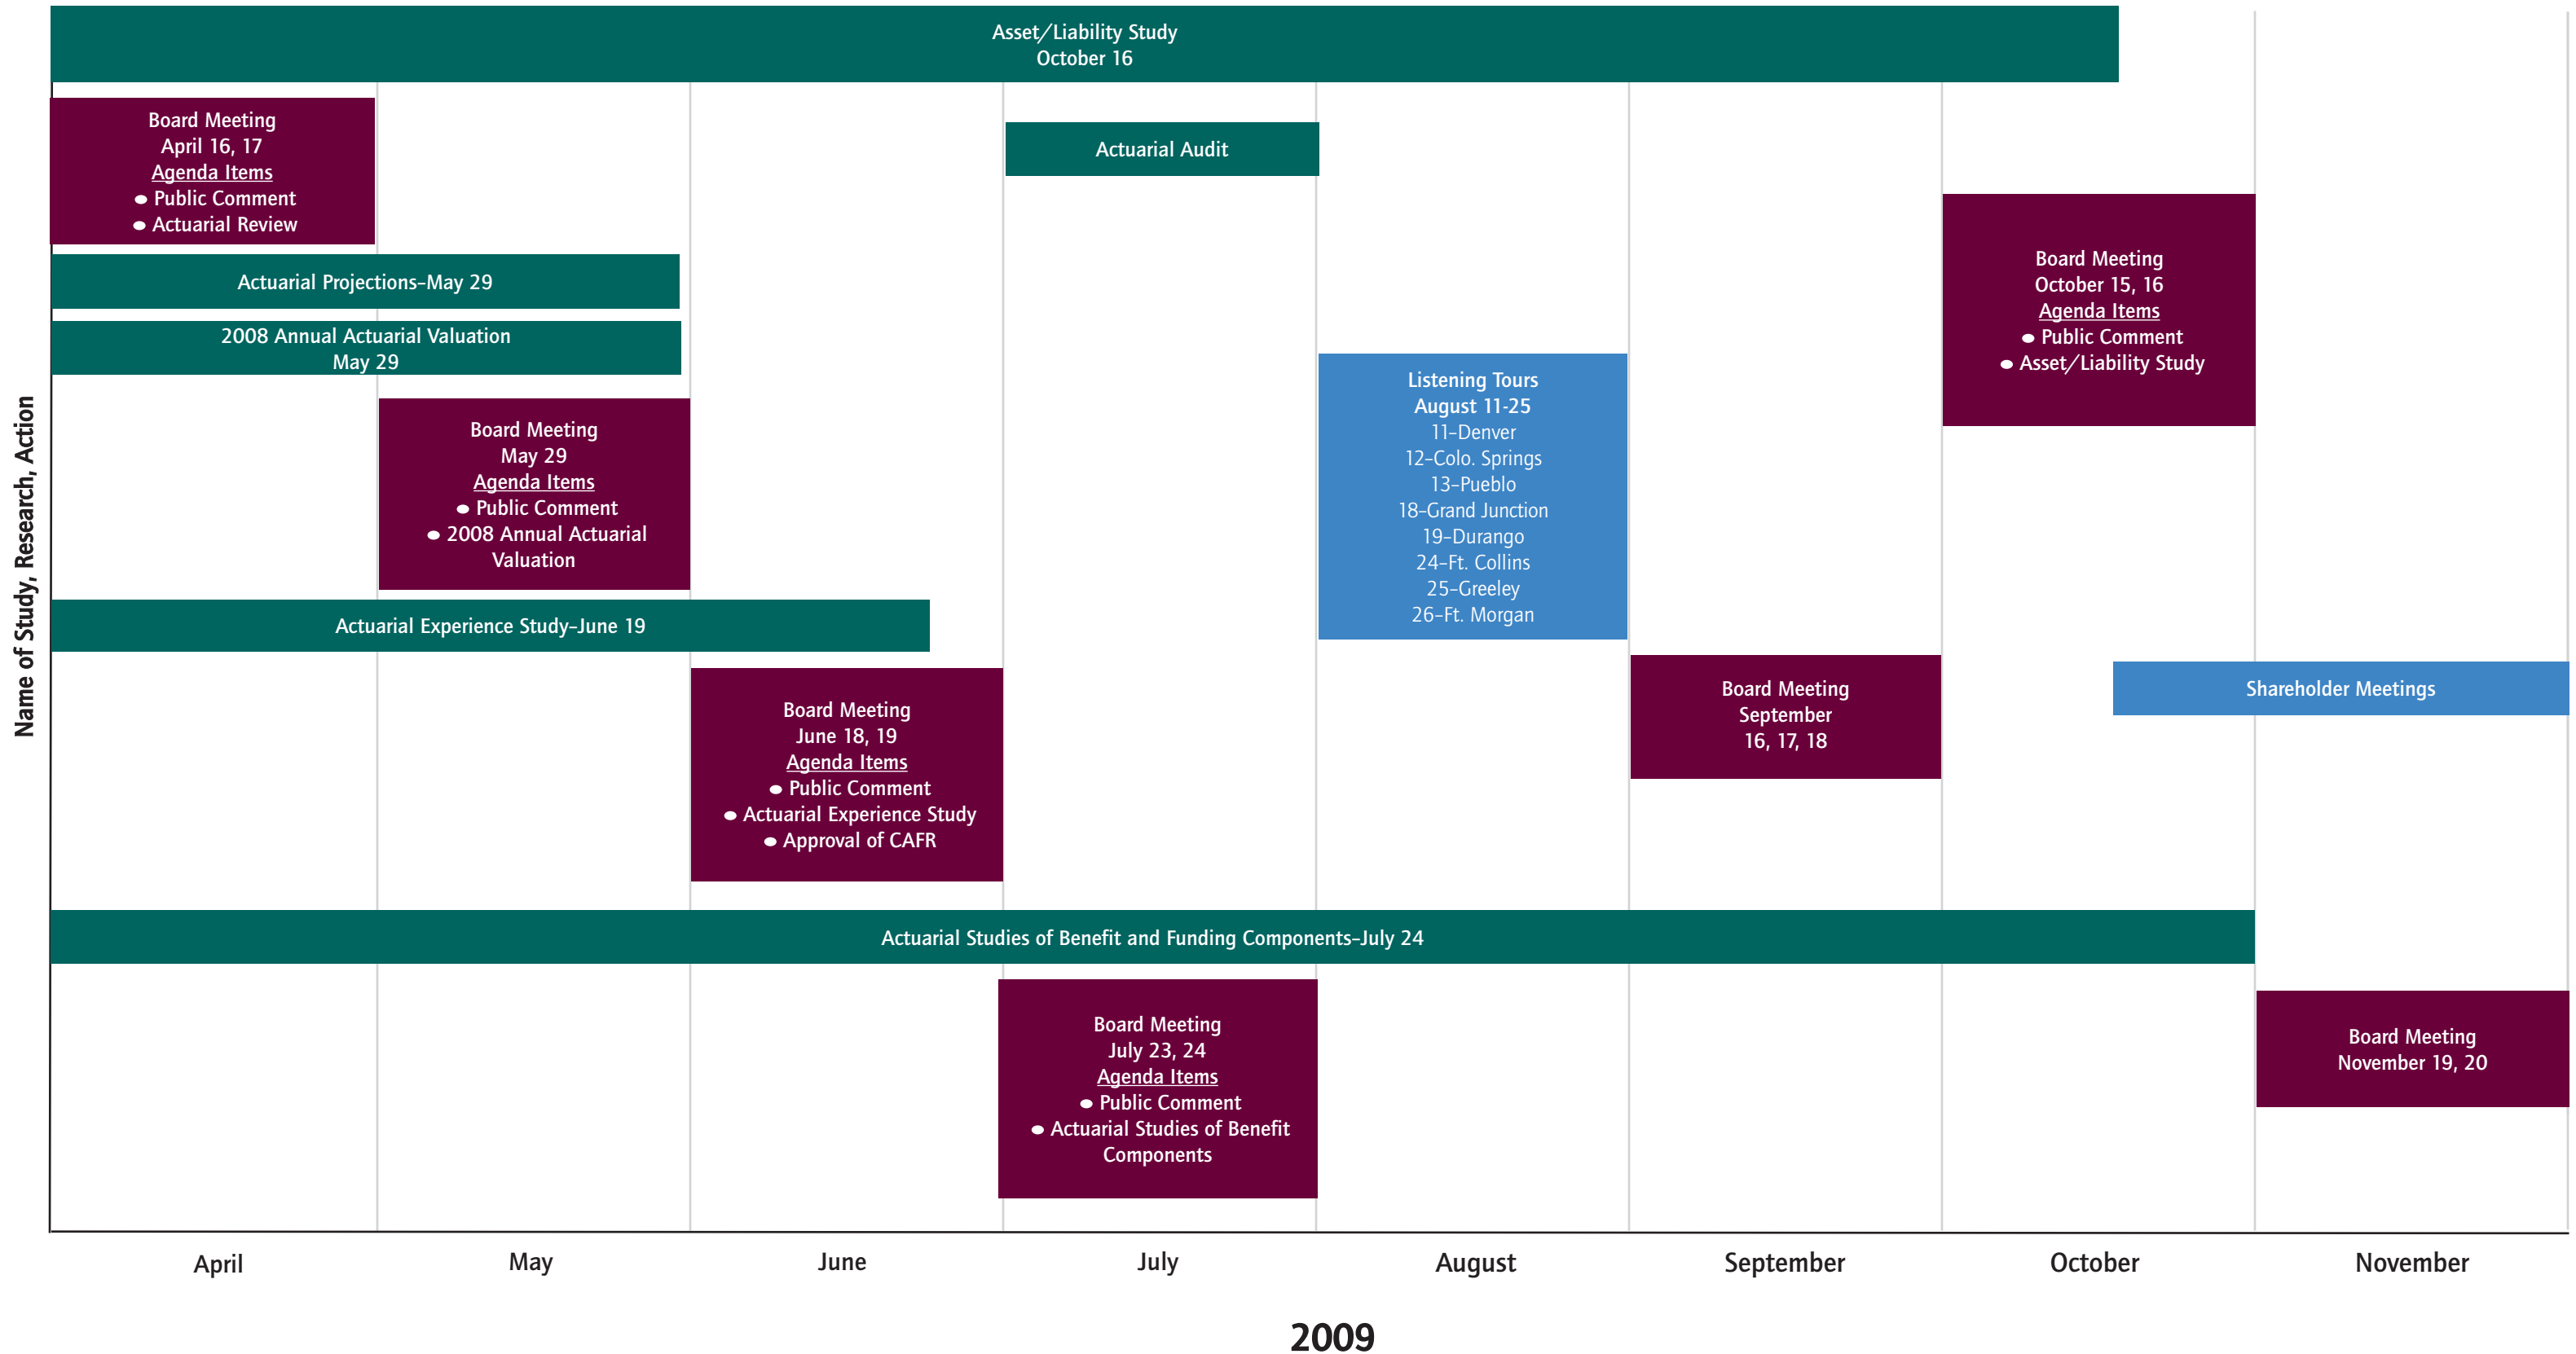 Asset/Liability Study
October 16
Board Meeting
April 16, 17
Agenda Items
• Public Comment
• Actuarial Review
Actuarial Audit
Board Meeting
October 15, 16
Agenda Items
• Public Comment
• Asset/Liability Study
Actuarial Projections–May 29
2008 Annual Actuarial Valuation
May 29
Listening Tours
August 11-25
11–Denver
12–Colo. Springs
13–Pueblo
18–Grand Junction
19–Durango
24–Ft. Collins
25–Greeley
26–Ft. Morgan
Board Meeting
May 29
Agenda Items
• Public Comment
• 2008 Annual Actuarial
Valuation
Name of Study, Research, Action
Actuarial Experience Study–June 19
Board Meeting
September
16, 17, 18
Shareholder Meetings
Board Meeting
June 18, 19
Agenda Items
• Public Comment
• Actuarial Experience Study
• Approval of CAFR
Actuarial Studies of Benefit and Funding Components–July 24
Board Meeting
July 23, 24
Agenda Items
• Public Comment
• Actuarial Studies of Benefit
Components
Board Meeting
November 19, 20
April May June July August September October November
2009